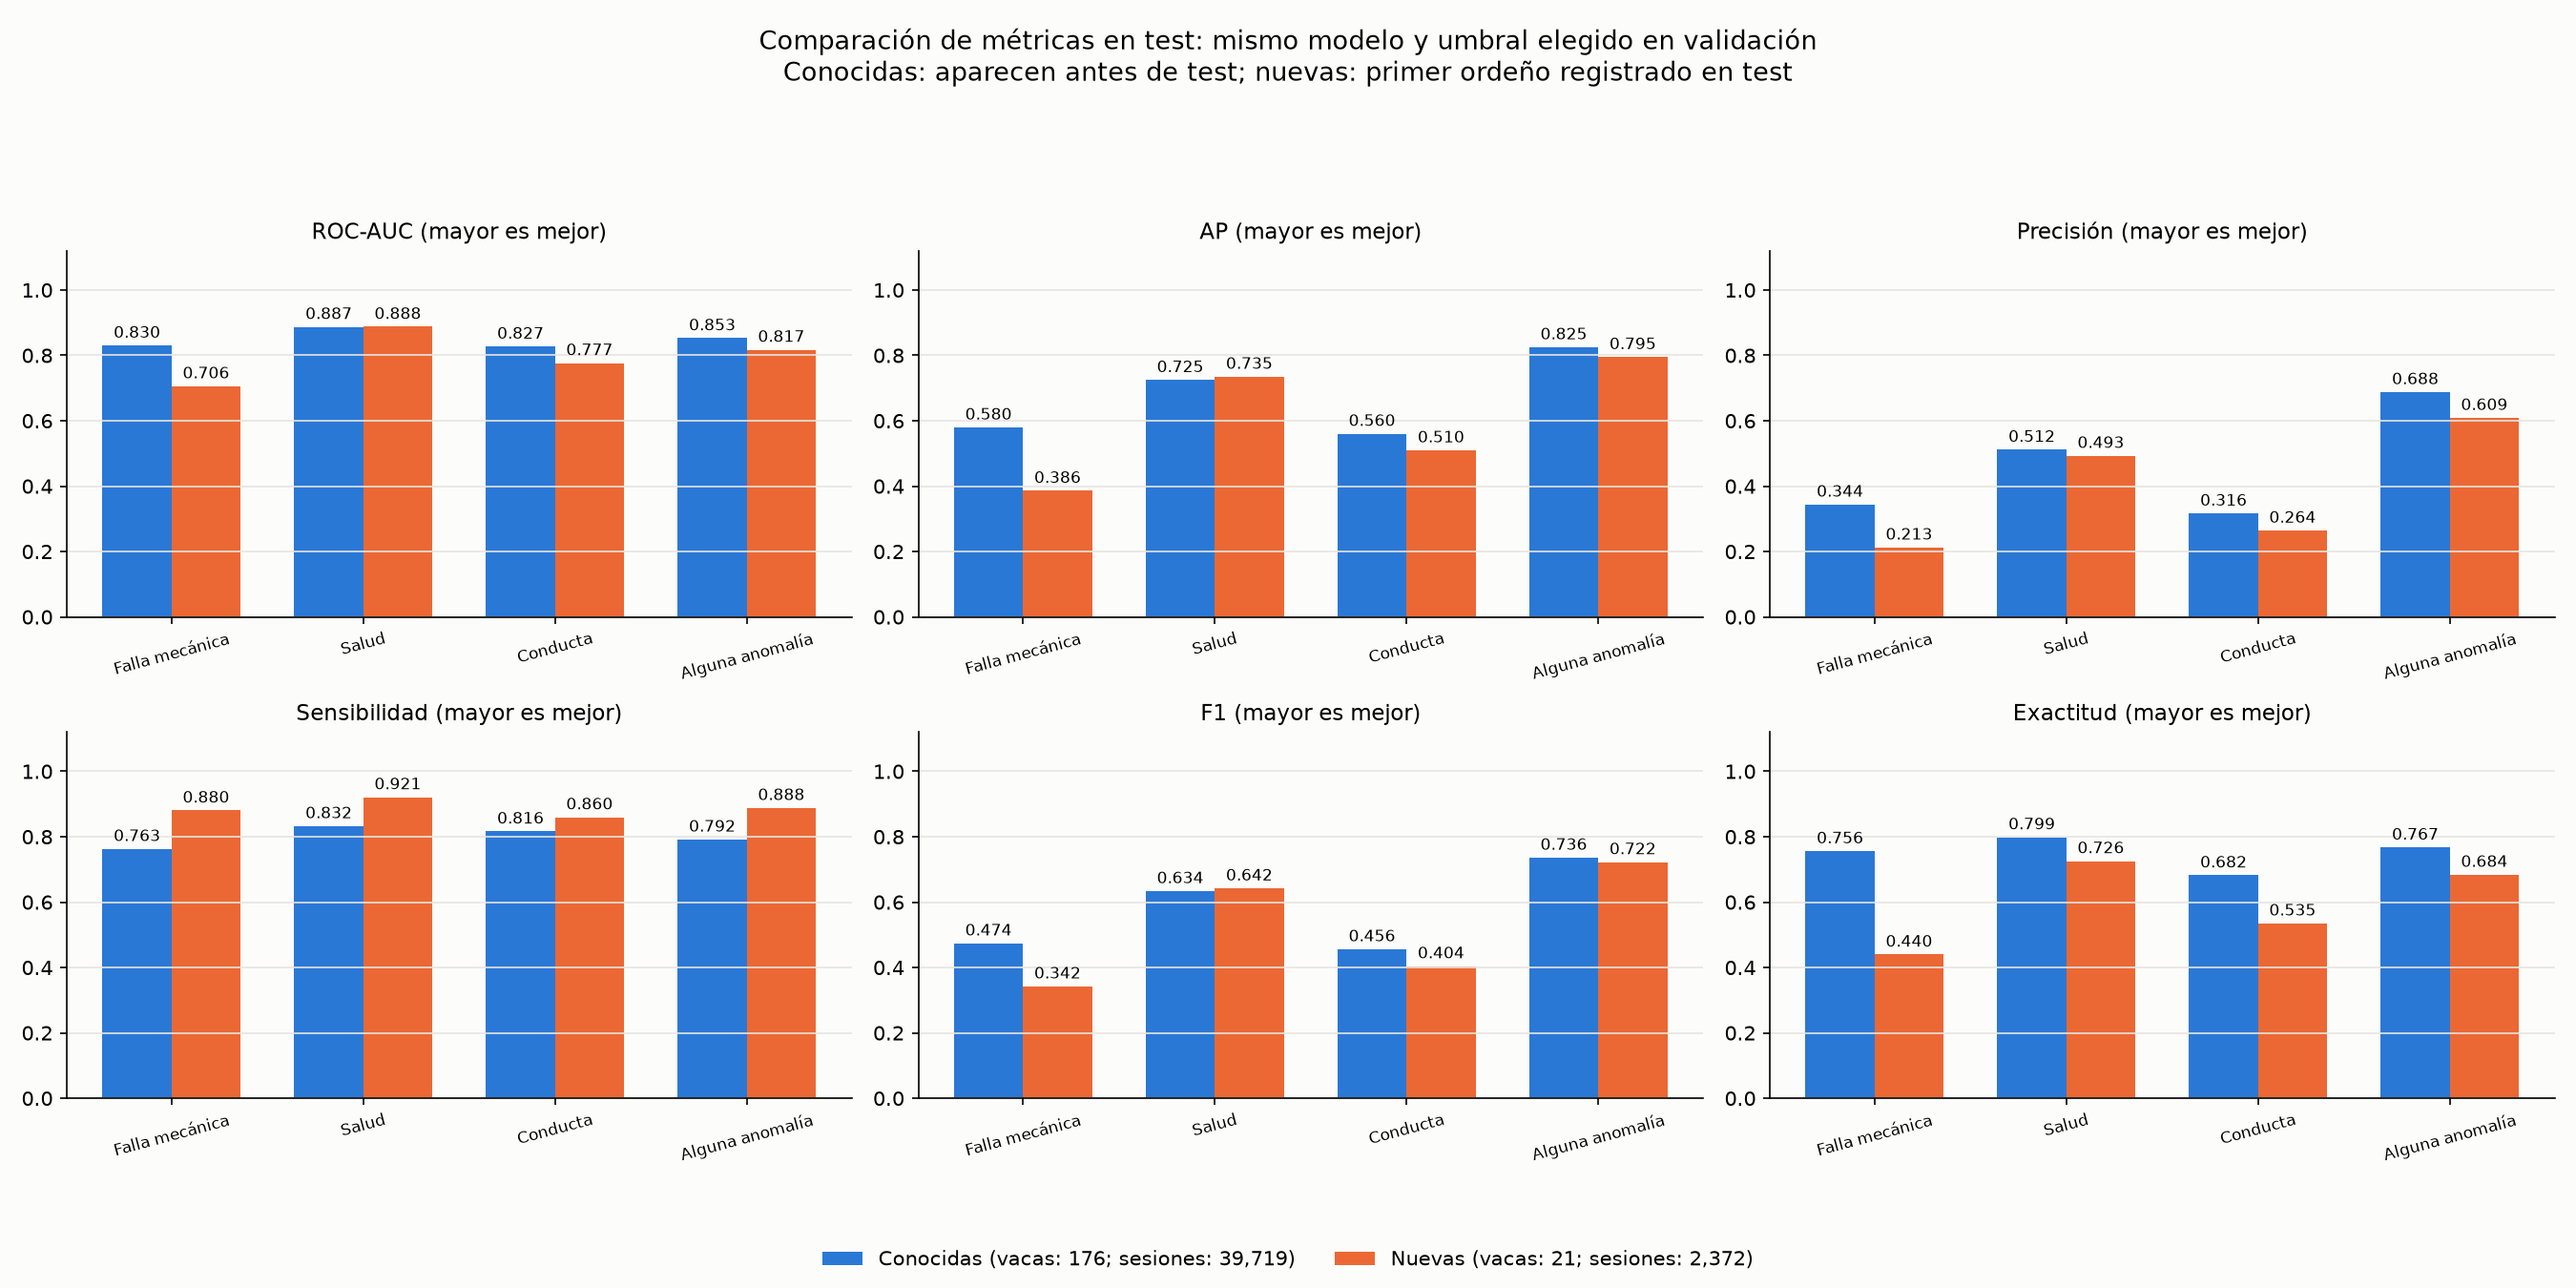 Comparación de métricas en test: mismo modelo y umbral elegido en validación
Conocidas: aparecen antes de test; nuevas: primer ordeño registrado en test
ROC-AUC (mayor es mejor)
1.0
0.8
0.6
0.4
0.2
0.0
0.830
0.706
0.887
0.888
0.827
0.777
0.853
0.817
Falla mecánica
Salud
Conducta
Alguna anomalía
AP (mayor es mejor)
1.0
0.8
0.6
0.4
0.2
0.0
0.580
0.386
0.725
0.735
0.560
0.510
0.825
0.795
Falla mecánica
Salud
Conducta
Alguna anomalía
Precisión (mayor es mejor)
1.0
0.8
0.6
0.4
0.2
0.0
0.344
0.213
0.512
0.493
0.316
0.264
0.688
0.609
Falla mecánica
Salud
Conducta
Alguna anomalía
Sensibilidad (mayor es mejor)
1.0
0.8
0.6
0.4
0.2
0.0
0.763
0.880
0.832
0.921
0.816
0.860
0.792
0.888
Falla mecánica
Salud
Conducta
Alguna anomalía
F1 (mayor es mejor)
1.0
0.8
0.6
0.4
0.2
0.0
0.474
0.342
0.634
0.642
0.456
0.404
0.736
0.722
Falla mecánica
Salud
Conducta
Alguna anomalía
Exactitud (mayor es mejor)
1.0
0.8
0.6
0.4
0.2
0.0
0.756
0.440
0.799
0.726
0.682
0.535
0.767
0.684
Falla mecánica
Salud
Conducta
Alguna anomalía
Conocidas (vacas: 176; sesiones: 39,719)
Nuevas (vacas: 21; sesiones: 2,372)